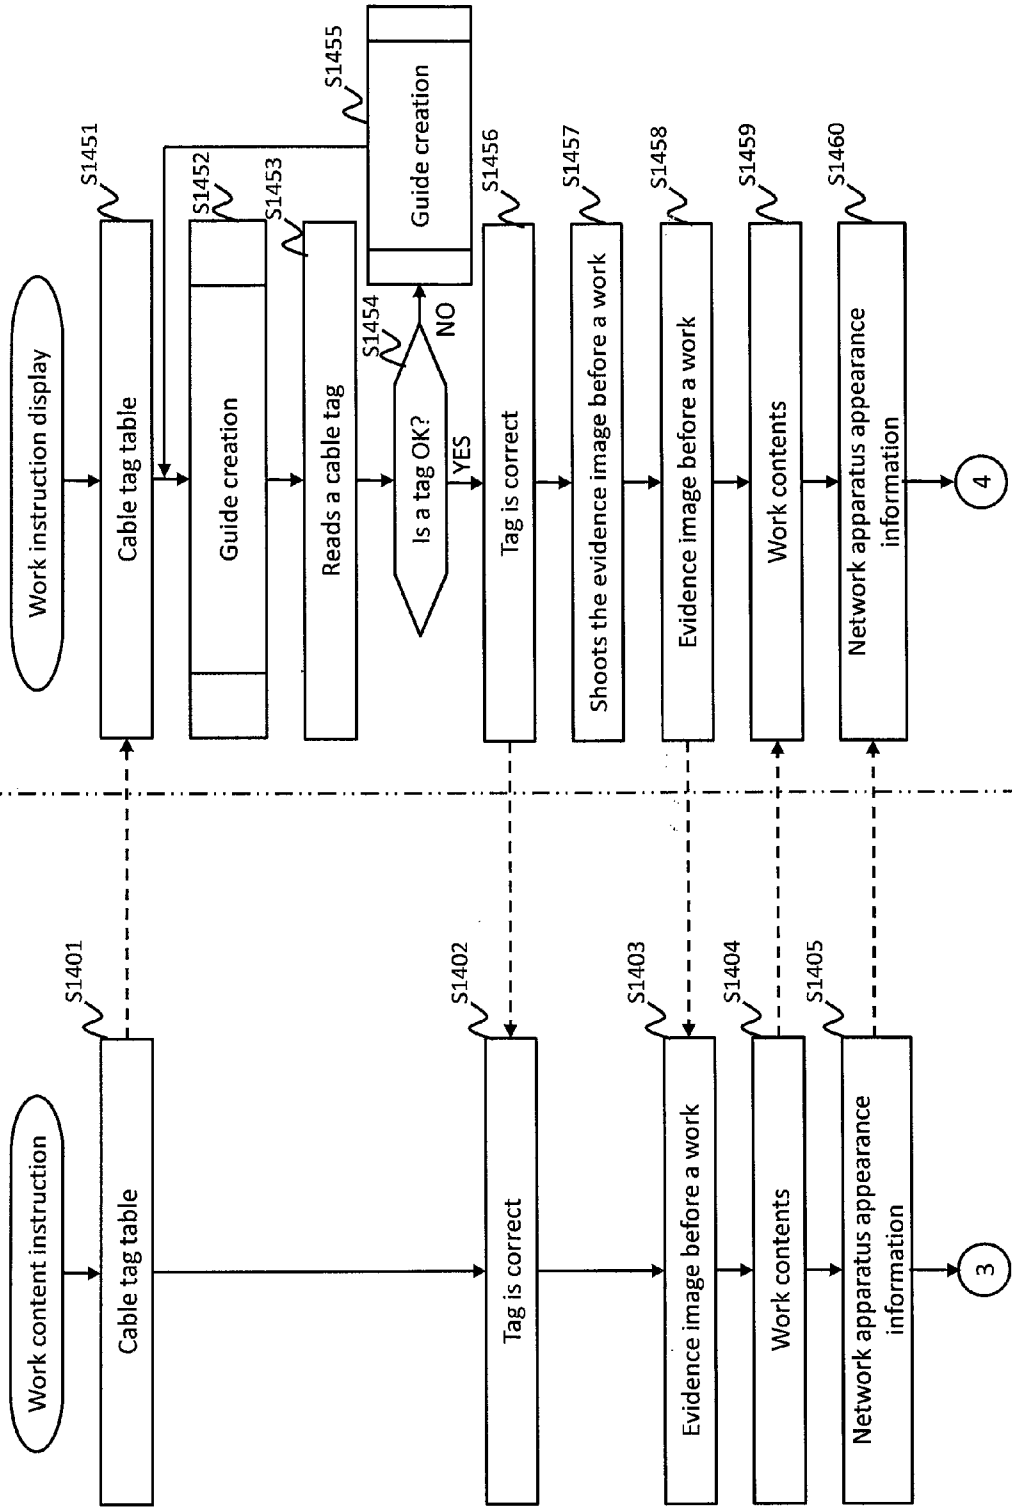 Work content instruction
S1401
Cable tag table
S1402
Tag is correct
S1403
Evidence image before a work
S1404
Work contents
S1405
Network apparatus appearance
information
3
Work instruction display
S1451
Cable tag table
S1452
Guide creation
S1453
Reads a cable tag
S1454
Is a tag OK?
NO
YES
S1455
Guide creation
S1456
Tag is correct
S1457
Shoots the evidence image before a work
S1458
Evidence image before a work
S1459
Work contents
S1460
Network apparatus appearance
information
4